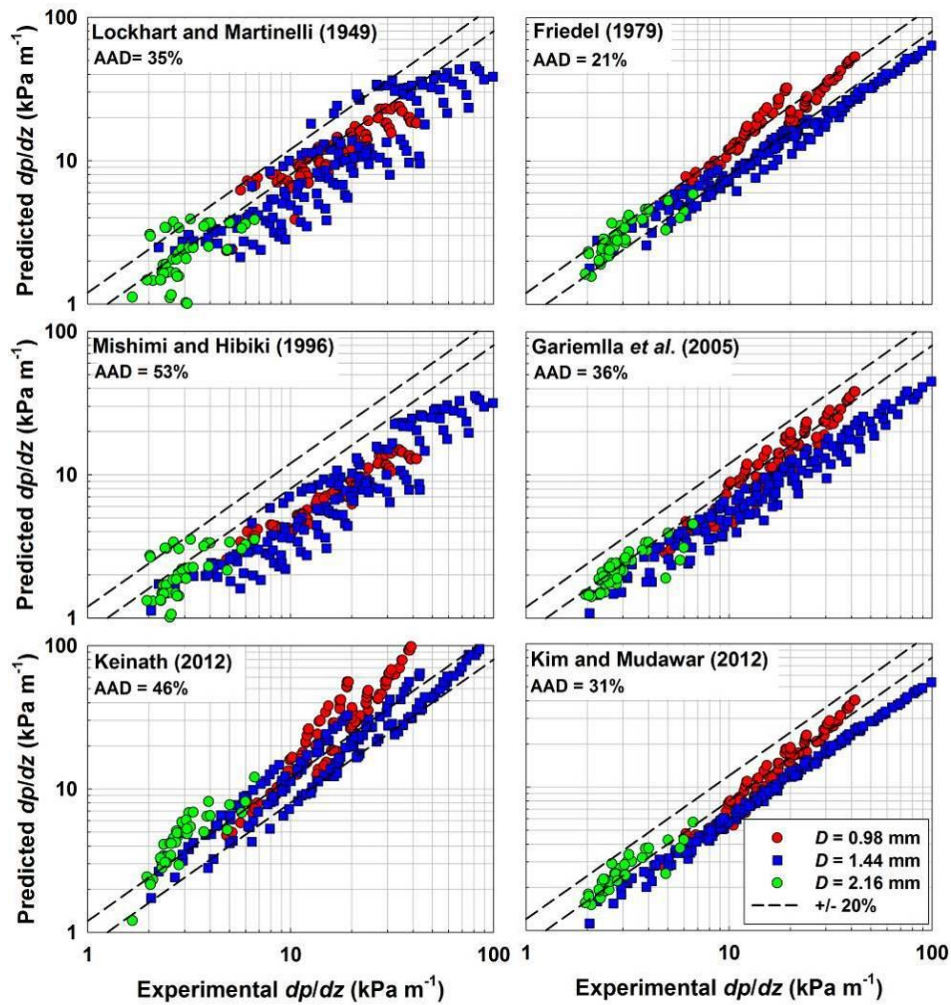 Lockhart and Martinelli (1949)
AAD= 35%
Friedel (1979)
AAD = 21%
100
10
1
Predicted dp/dz (kPa m⁻¹)
Mishimi and Hibiki (1996)
AAD = 53%
Gariemlla et al. (2005)
AAD = 36%
100
10
1
Predicted dp/dz (kPa m⁻¹)
Keinath (2012)
AAD = 46%
Kim and Mudawar (2012)
AAD = 31%
100
10
1
Predicted dp/dz (kPa m⁻¹)
D = 0.98 mm
D = 1.44 mm
D = 2.16 mm
+/- 20%
1 10 100
1 10 100
Experimental dp/dz (kPa m⁻¹)
Experimental dp/dz (kPa m⁻¹)